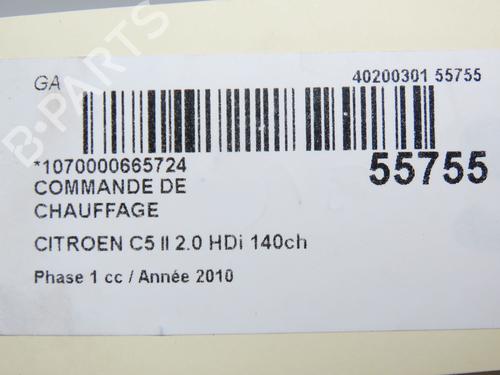 GA
40200301 55755
*1070000665724
55755
COMMANDE DE
CHAUFFAGE
CITROEN C5 II 2.0 HDi 140ch
Phase 1 cc / Année 2010
B-PARTS